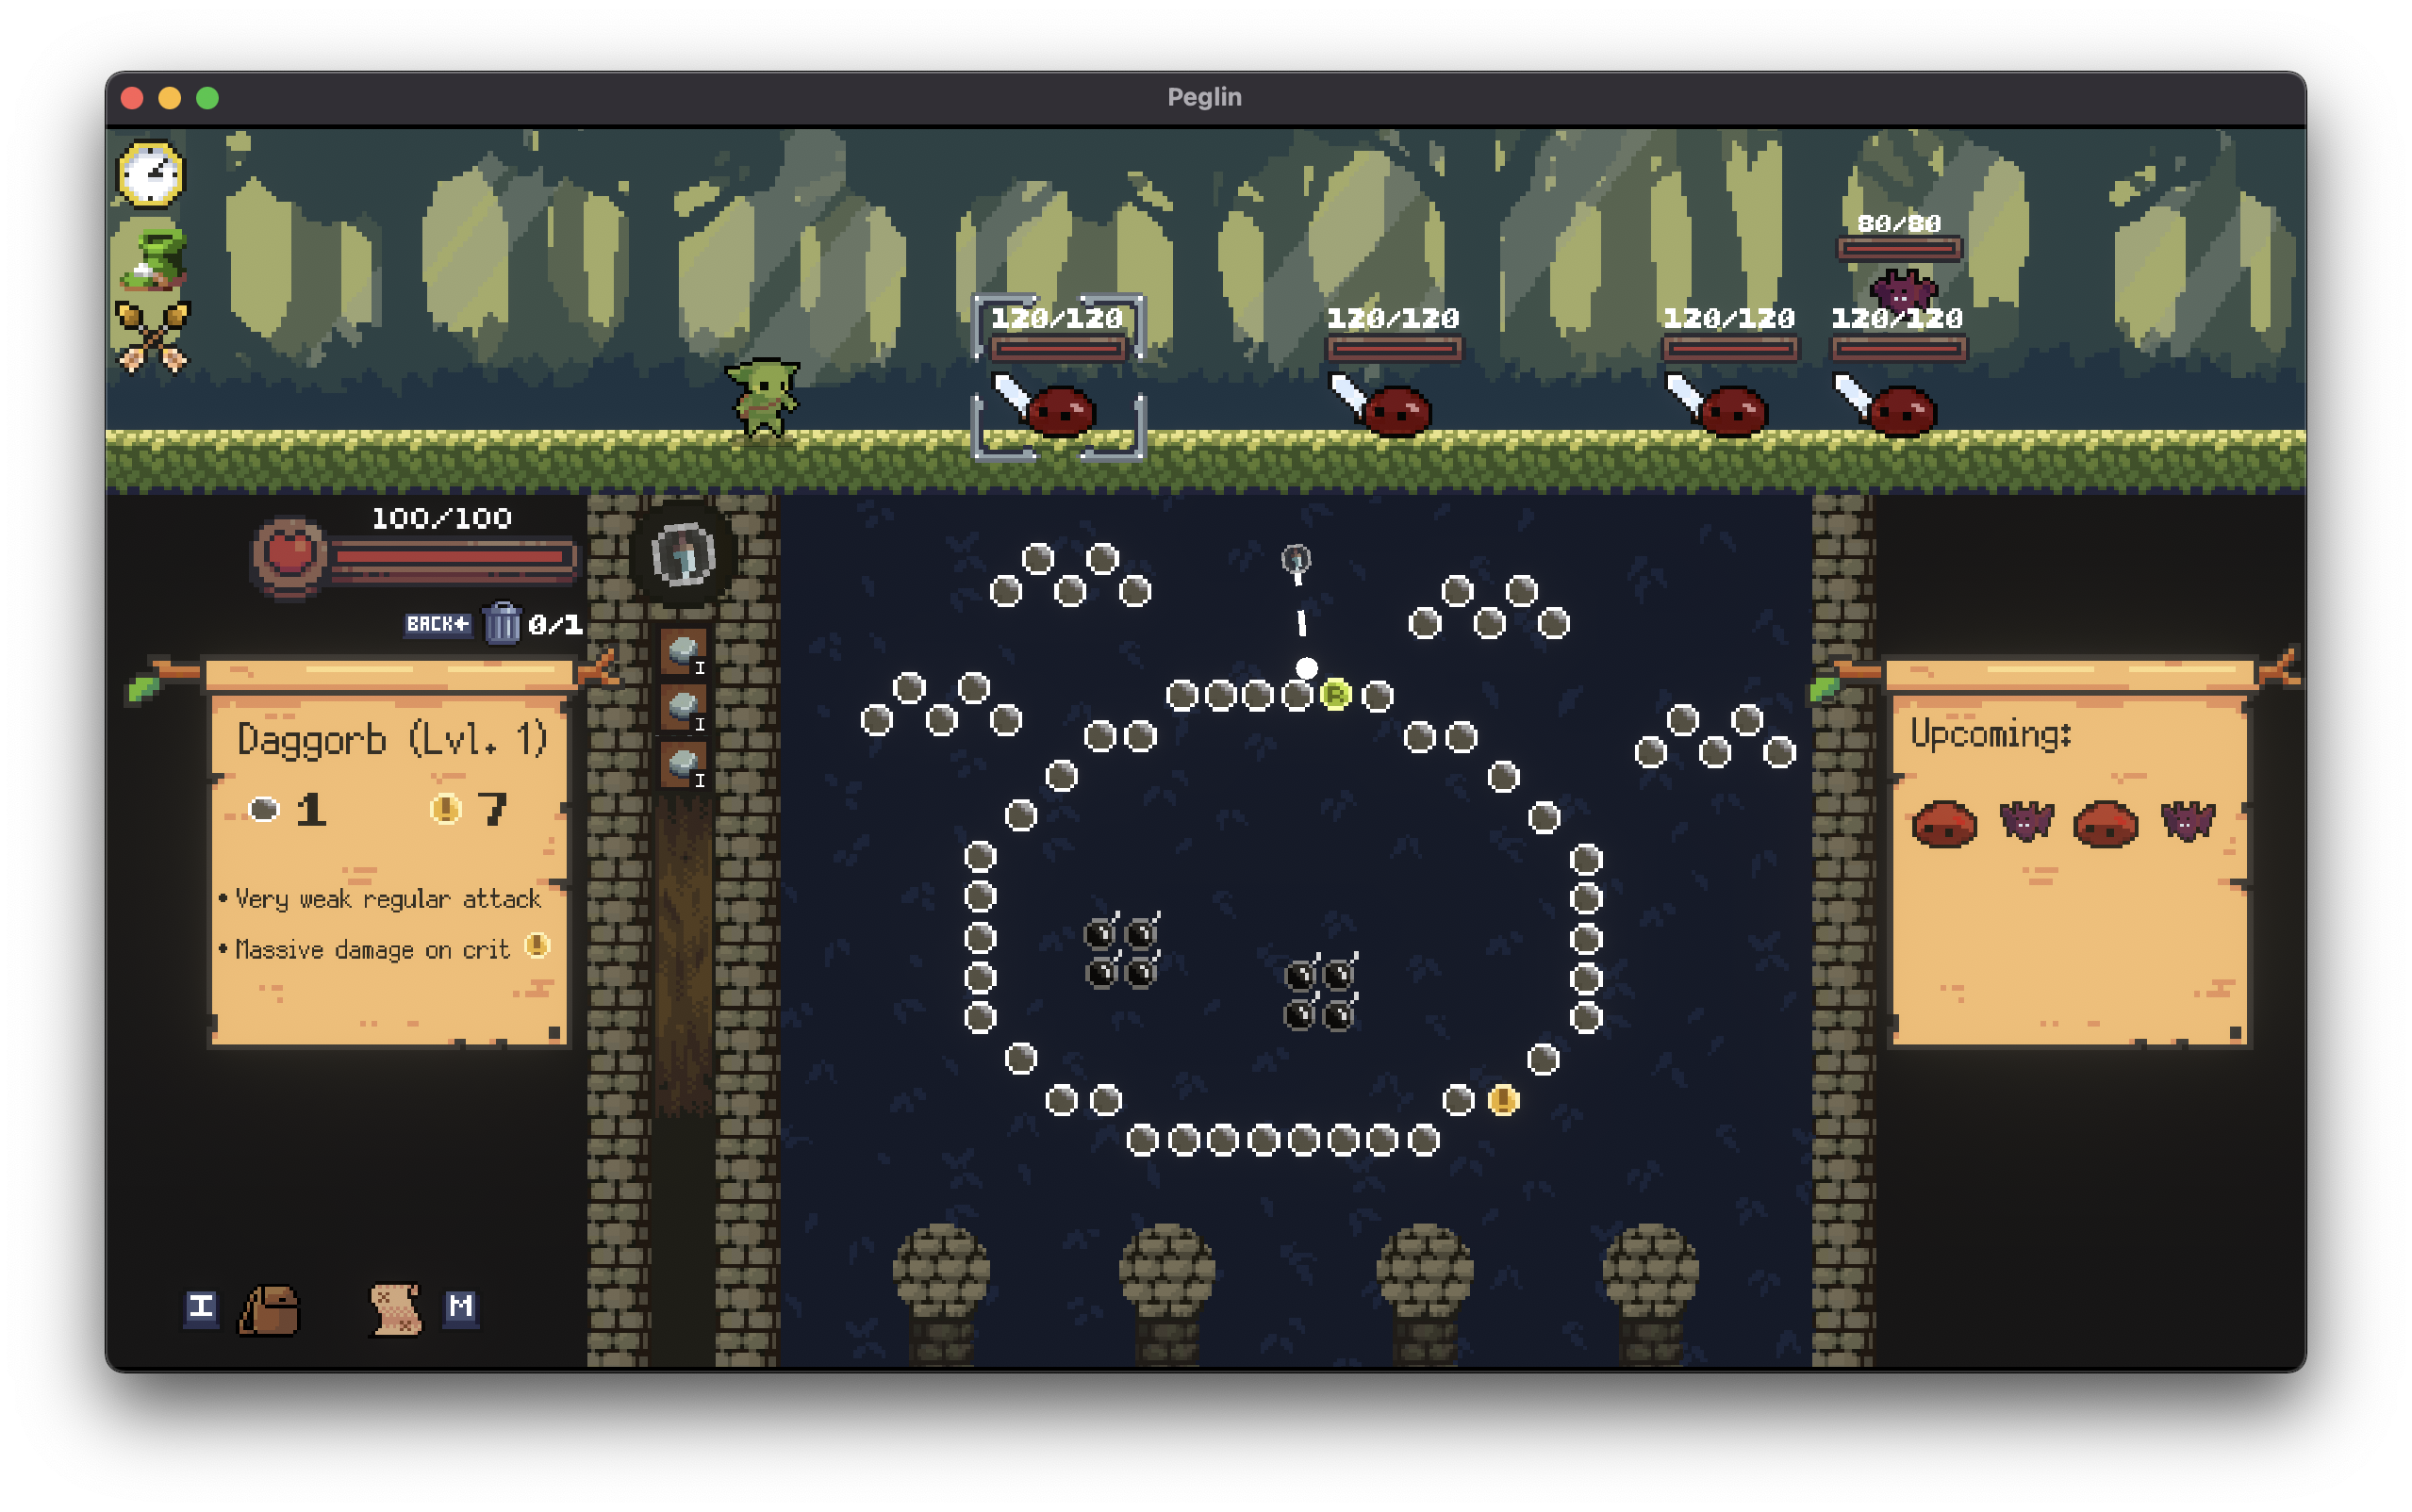 Peglin
80/80
120/120
120/120
120/120
120/120
100/100
BACK
0/1
I
I
I
R
Daggorb (Lvl. 1)
1
! 7
• Very weak regular attack
• Massive damage on crit !
Upcoming:
!
I
M